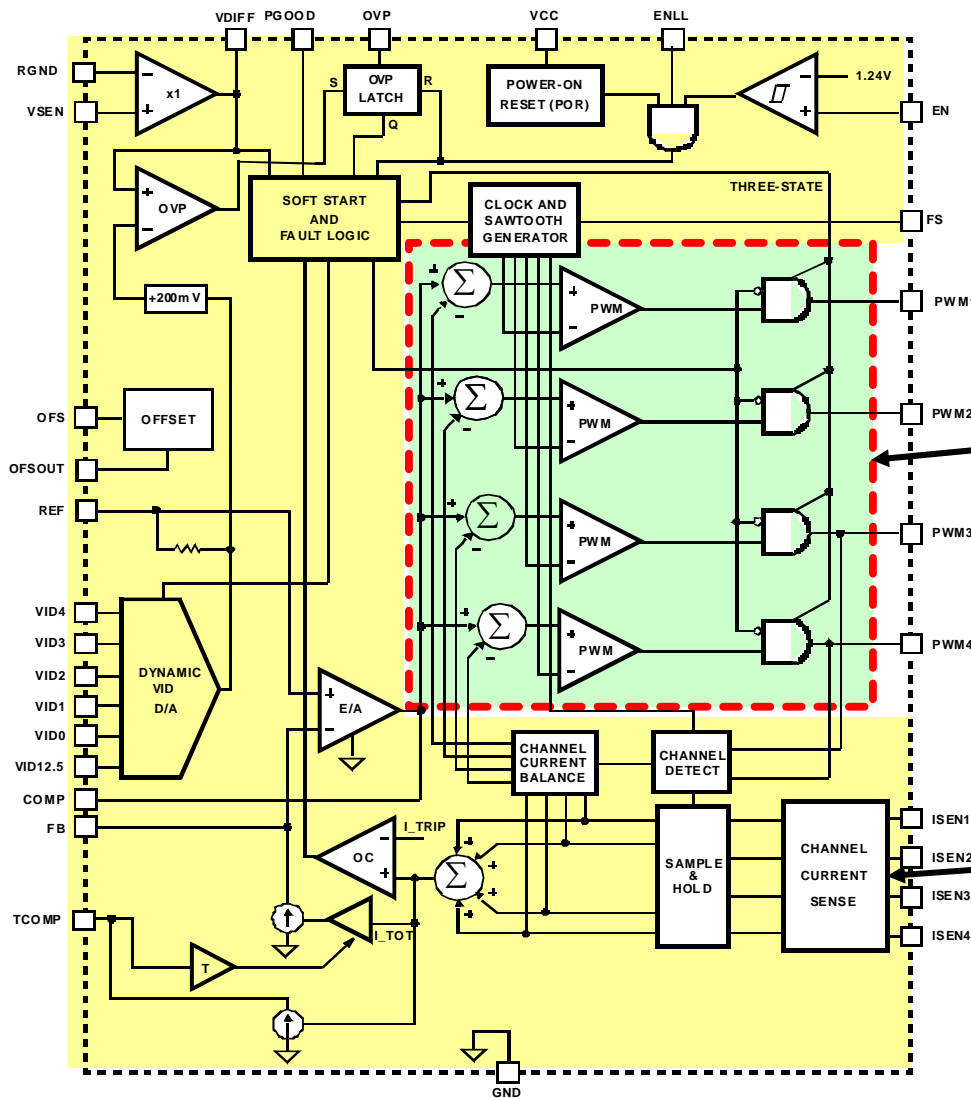 VDIFF PGOOD OVP VCC ENLL
RGND
VSEN
x1
S
OVP
LATCH
R
Q
POWER-ON
RESET (POR)
1.24V
EN
OVP
SOFT START
AND
FAULT LOGIC
CLOCK AND
SAWTOOTH
GENERATOR
THREE-STATE
FS
+200mV
Σ
+
-
PWM
+
-
PWM1
OFS
OFSOUT
OFFSET
Σ
+
-
PWM
+
-
PWM2
REF
Σ
+
-
PWM
+
-
PWM3
Σ
+
-
PWM
+
-
PWM4
VID4
VID3
VID2
VID1
VID0
VID12.5
DYNAMIC
VID
D/A
+
E/A
-
COMP
FB
CHANNEL
CURRENT
BALANCE
CHANNEL
DETECT
I_TRIP
-
OC
+
Σ
+
+
+
+
SAMPLE
&
HOLD
CHANNEL
CURRENT
SENSE
ISEN1
ISEN2
ISEN3
ISEN4
TCOMP
I_TOT
T
GND